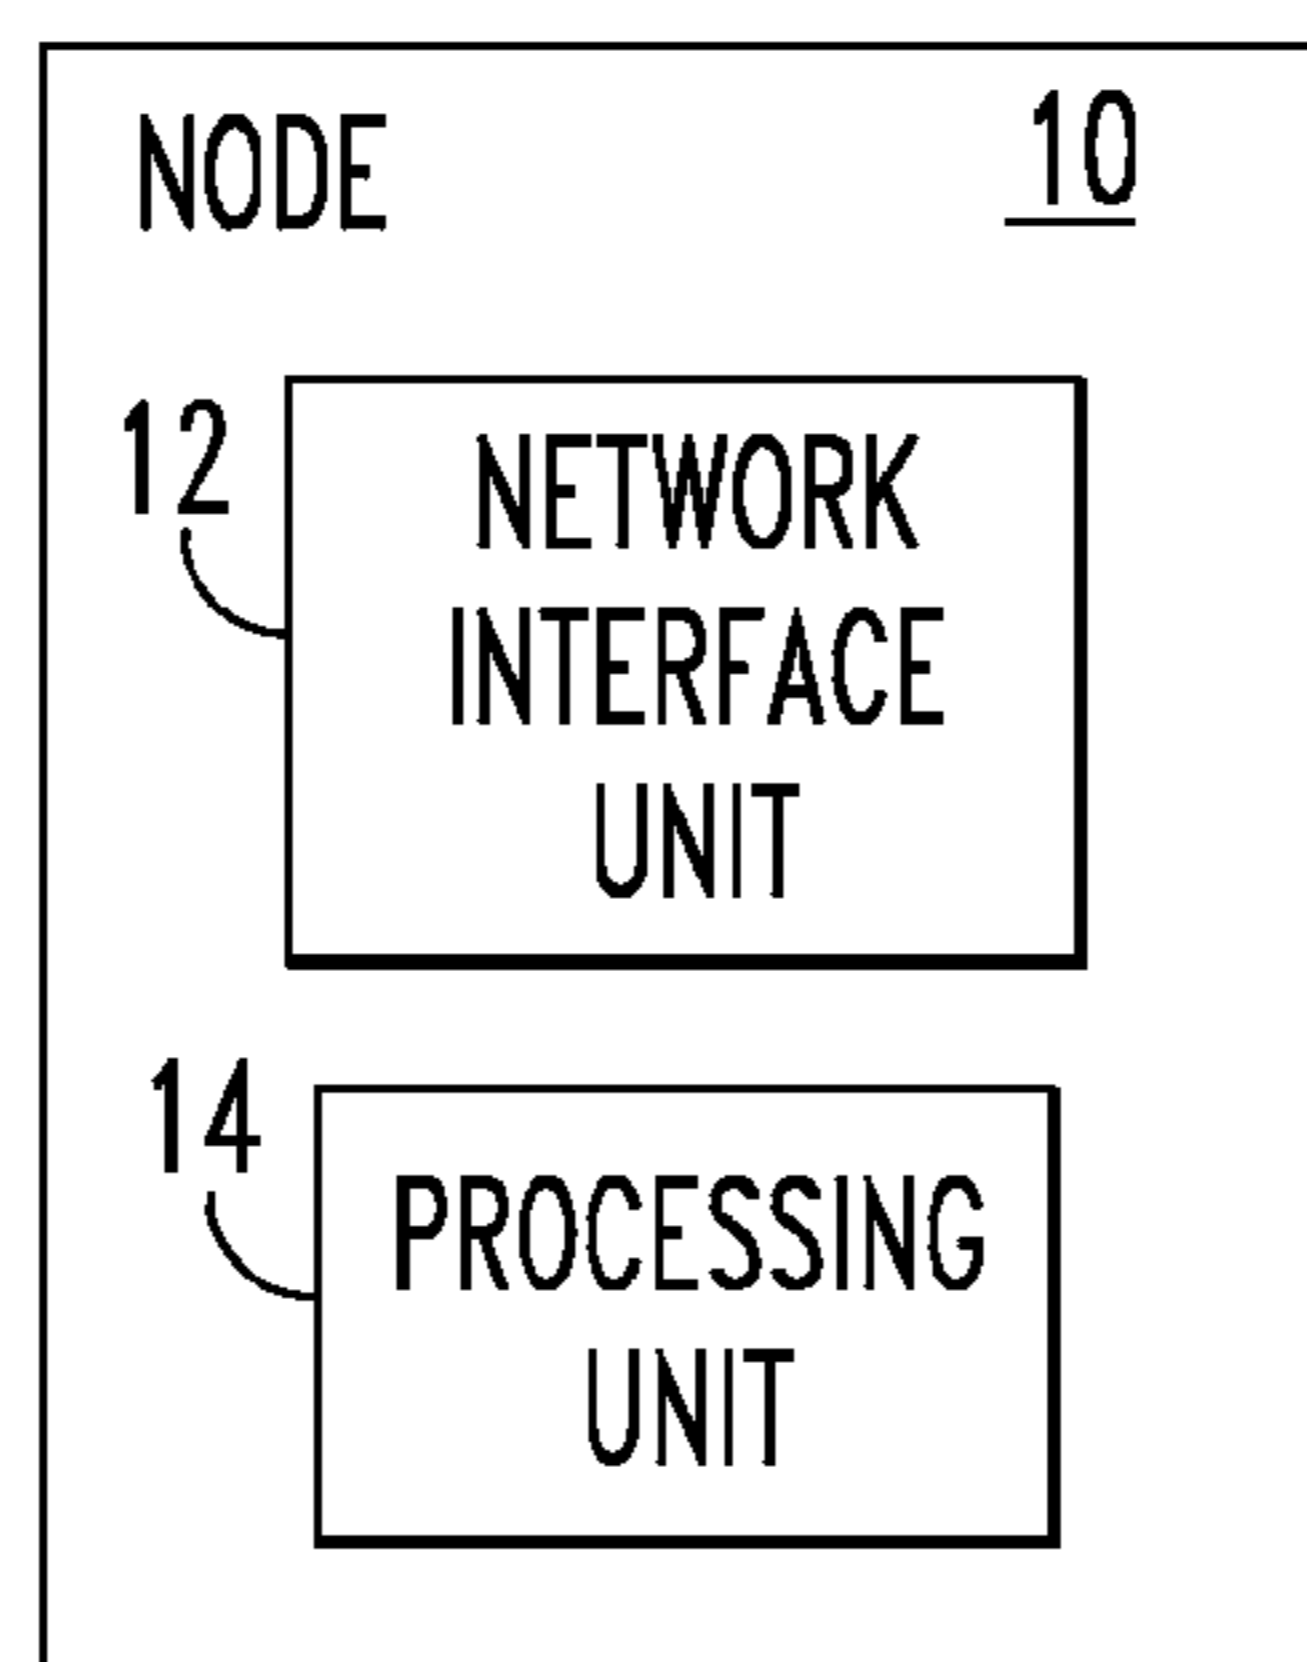 NODE 10
12
NETWORK
INTERFACE
UNIT
14
PROCESSING
UNIT